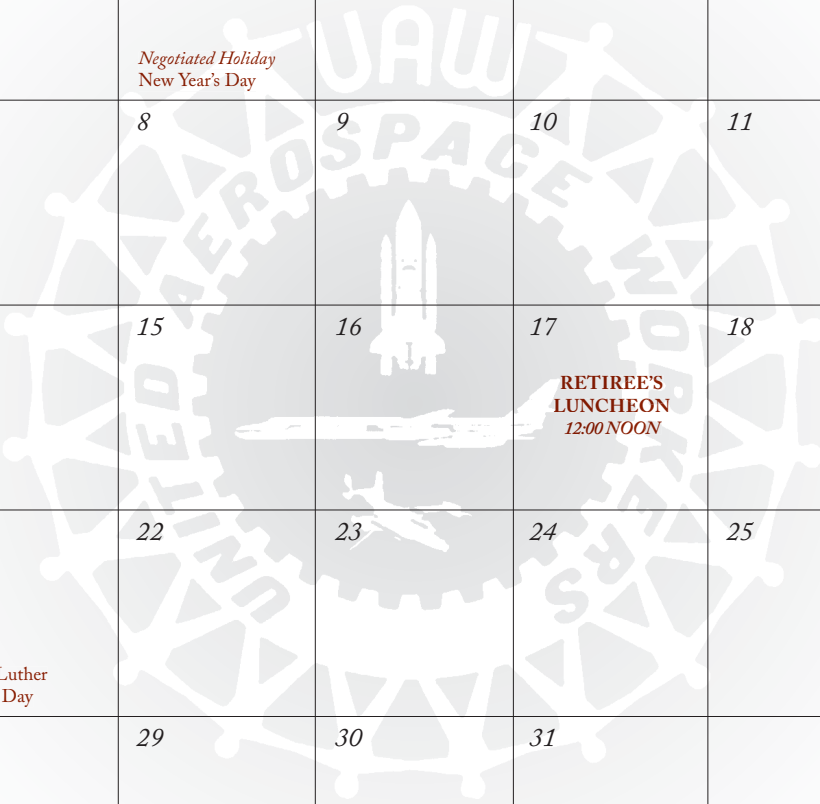 UAW
UNITED AEROSPACE WORKERS
Negotiated Holiday
New Year's Day
8 9 10 11
15 16 17 18
RETIREE'S
LUNCHEON
12:00 NOON
22 23 24 25
Luther
Day
29 30 31